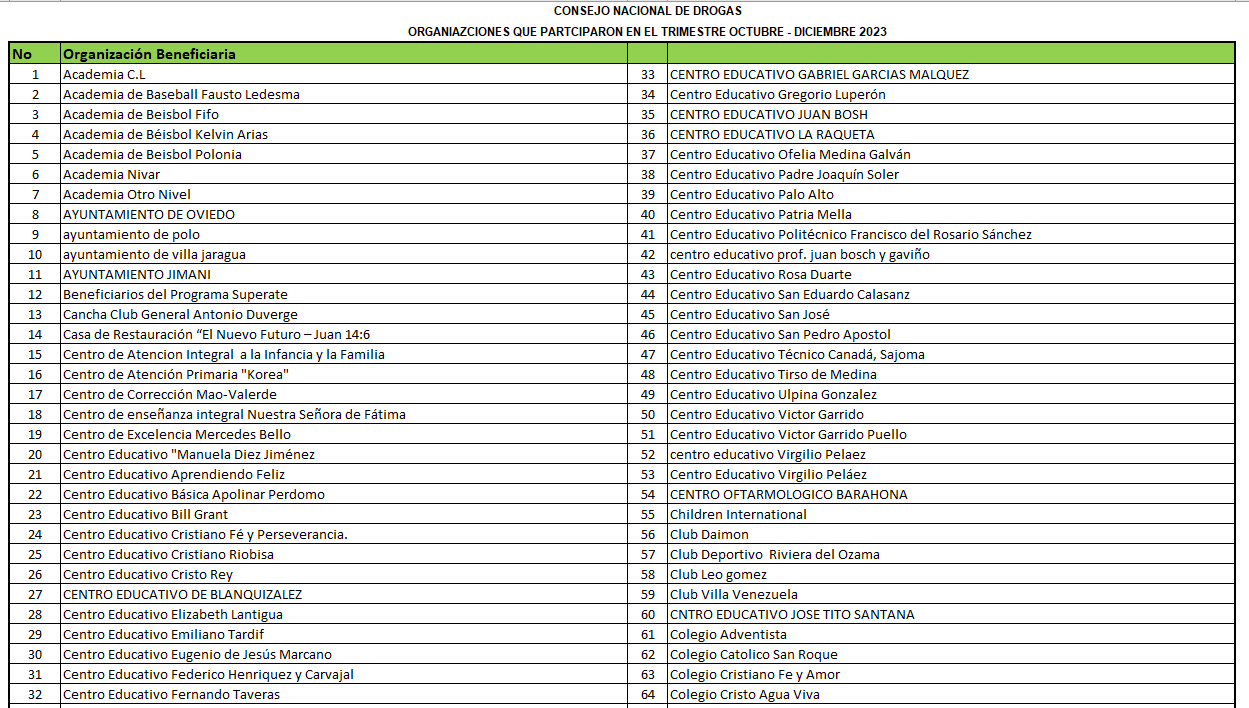 CONSEJO NACIONAL DE DROGAS
ORGANIAZCIONES QUE PARTCIPARON EN EL TRIMESTRE OCTUBRE - DICIEMBRE 2023
No Organización Beneficiaria
1 Academia C.L 33 CENTRO EDUCATIVO GABRIEL GARCIAS MALQUEZ
2 Academia de Baseball Fausto Ledesma 34 Centro Educativo Gregorio Luperón
3 Academia de Beisbol Fifo 35 CENTRO EDUCATIVO JUAN BOSH
4 Academia de Béisbol Kelvin Arias 36 CENTRO EDUCATIVO LA RAQUETA
5 Academia de Beisbol Polonia 37 Centro Educativo Ofelia Medina Galván
6 Academia Nivar 38 Centro Educativo Padre Joaquín Soler
7 Academia Otro Nivel 39 Centro Educativo Palo Alto
8 AYUNTAMIENTO DE OVIEDO 40 Centro Educativo Patria Mella
9 ayuntamiento de polo 41 Centro Educativo Politécnico Francisco del Rosario Sánchez
10 ayuntamiento de villa jaragua 42 centro educativo prof. juan bosch y gaviño
11 AYUNTAMIENTO JIMANI 43 Centro Educativo Rosa Duarte
12 Beneficiarios del Programa Superate 44 Centro Educativo San Eduardo Calasanz
13 Cancha Club General Antonio Duverge 45 Centro Educativo San José
14 Casa de Restauración “El Nuevo Futuro – Juan 14:6 46 Centro Educativo San Pedro Apostol
15 Centro de Atencion Integral a la Infancia y la Familia 47 Centro Educativo Técnico Canadá, Sajoma
16 Centro de Atención Primaria "Korea" 48 Centro Educativo Tirso de Medina
17 Centro de Corrección Mao-Valerde 49 Centro Educativo Ulpina Gonzalez
18 Centro de enseñanza integral Nuestra Señora de Fátima 50 Centro Educativo Victor Garrido
19 Centro de Excelencia Mercedes Bello 51 Centro Educativo Victor Garrido Puello
20 Centro Educativo "Manuela Diez Jiménez 52 centro educativo Virgilio Pelaez
21 Centro Educativo Aprendiendo Feliz 53 Centro Educativo Virgilio Peláez
22 Centro Educativo Básica Apolinar Perdomo 54 CENTRO OFTARMOLOGICO BARAHONA
23 Centro Educativo Bill Grant 55 Children International
24 Centro Educativo Cristiano Fé y Perseverancia. 56 Club Daimon
25 Centro Educativo Cristiano Riobisa 57 Club Deportivo Riviera del Ozama
26 Centro Educativo Cristo Rey 58 Club Leo gomez
27 CENTRO EDUCATIVO DE BLANQUIZALEZ 59 Club Villa Venezuela
28 Centro Educativo Elizabeth Lantigua 60 CNTRO EDUCATIVO JOSE TITO SANTANA
29 Centro Educativo Emiliano Tardif 61 Colegio Adventista
30 Centro Educativo Eugenio de Jesús Marcano 62 Colegio Catolico San Roque
31 Centro Educativo Federico Henriquez y Carvajal 63 Colegio Cristiano Fe y Amor
32 Centro Educativo Fernando Taveras 64 Colegio Cristo Agua Viva